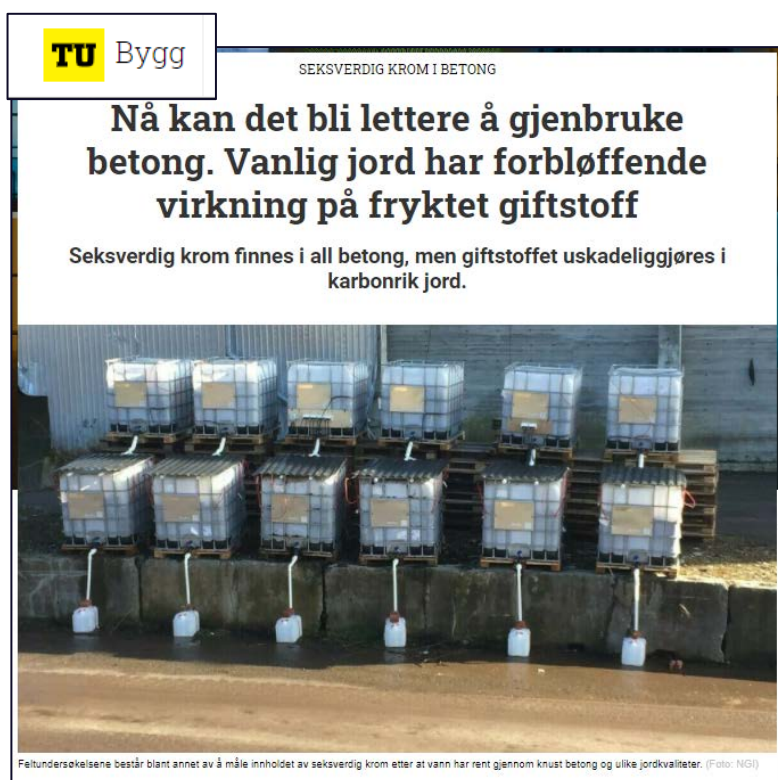 TU Bygg
SEKSVERDIG KROM I BETONG
Nå kan det bli lettere å gjenbruke
betong. Vanlig jord har forbløffende
virkning på fryktet giftstoff
Seksverdig krom finnes i all betong, men giftstoffet uskadeliggjøres i
karbonrik jord.
Feltundersøkelsene består blant annet av å måle innholdet av seksverdig krom etter at vann har rent gjennom knust betong og ulike jordkvaliteter. (Foto: NGI)